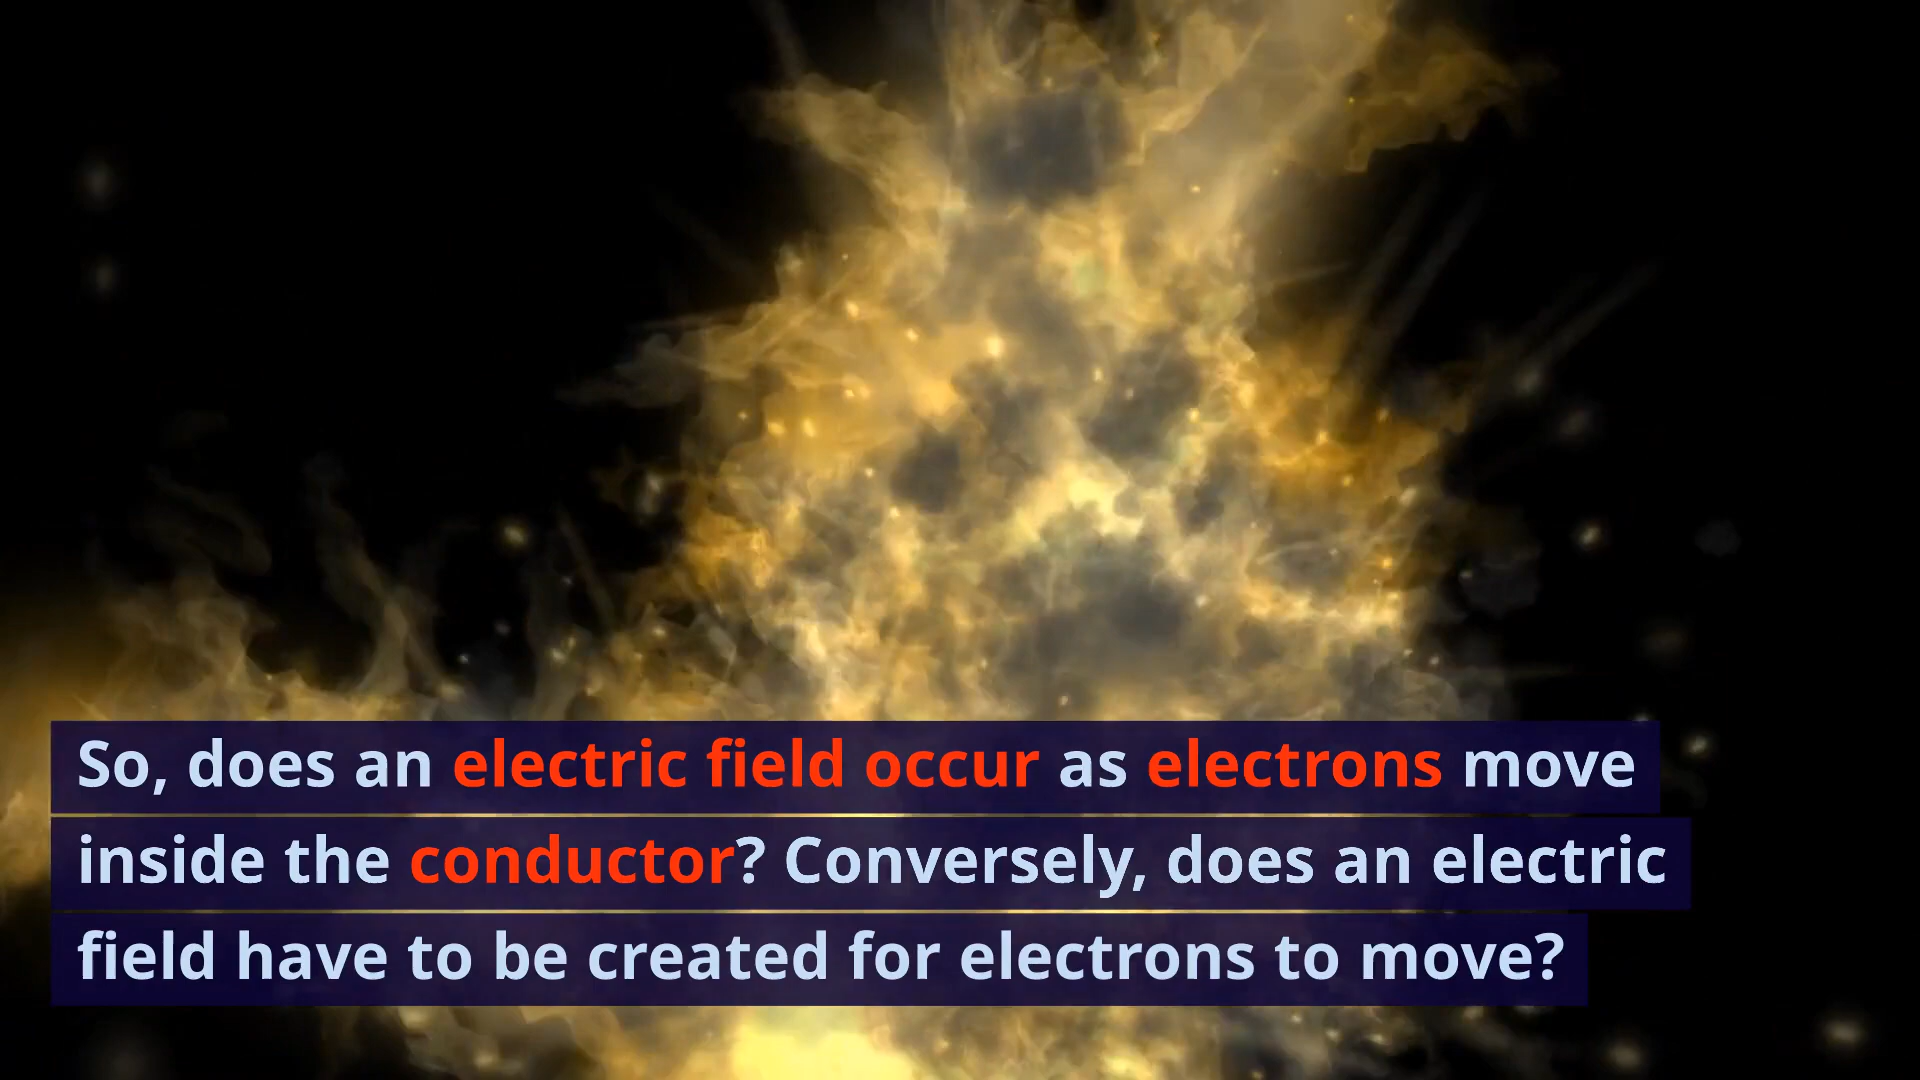 So, does an electric field occur as electrons move
inside the conductor? Conversely, does an electric
field have to be created for electrons to move?